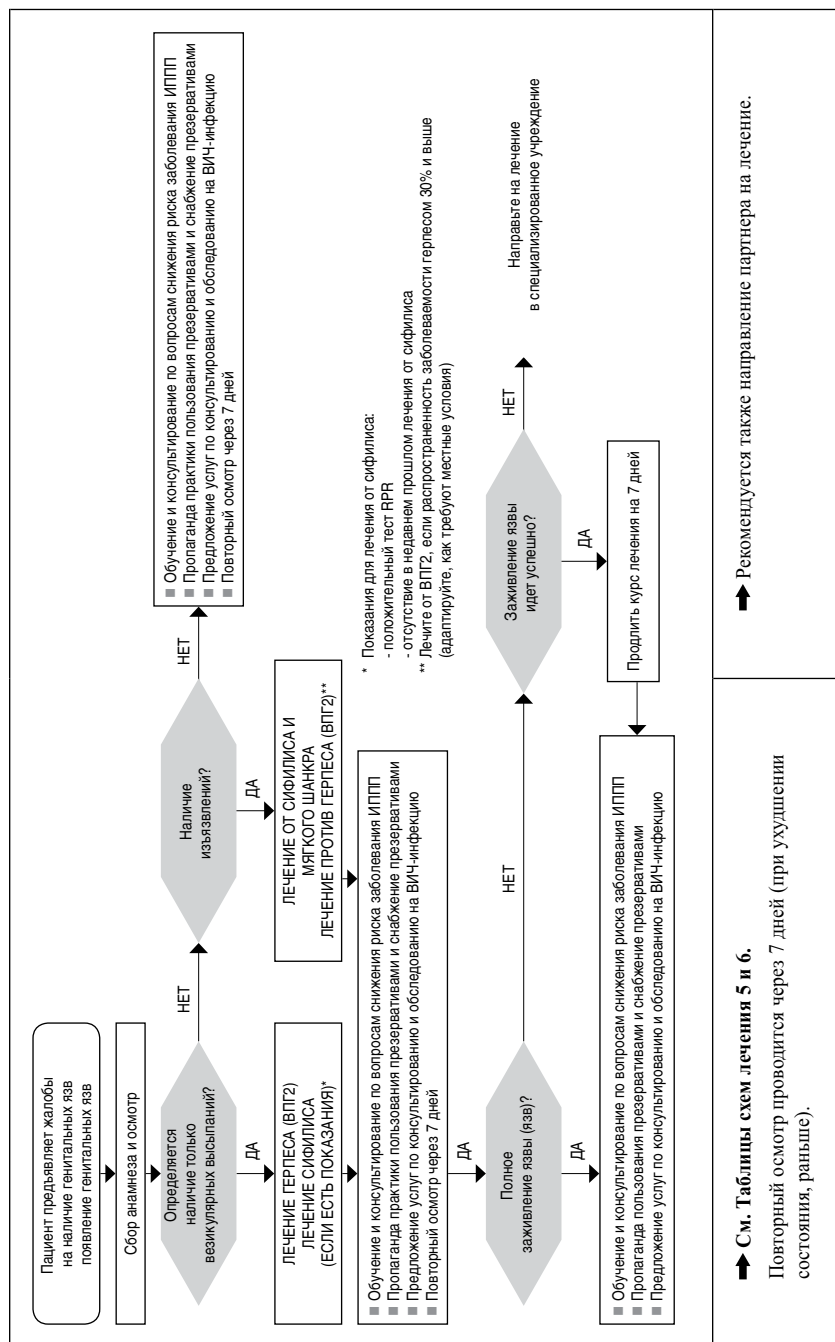 Пациент предъявляет жалобы
на наличие генитальных язв
появление генитальных язв
Сбор анамнеза и осмотр
Определяется
наличие только
везикулярных высыпаний?
НЕТ
Наличие
изъязвлений?
НЕТ
Обучение и консультирование по вопросам снижения риска заболевания ИППП
Пропаганда практики пользования презервативами и снабжение презервативами
Предложение услуг по консультированию и обследованию на ВИЧ-инфекцию
Повторный осмотр через 7 дней
ДА
ДА
ЛЕЧЕНИЕ ГЕРПЕСА (ВПГ2)
ЛЕЧЕНИЕ СИФИЛИСА
(ЕСЛИ ЕСТЬ ПОКАЗАНИЯ)*
ЛЕЧЕНИЕ ОТ СИФИЛИСА И
МЯГКОГО ШАНКРА
ЛЕЧЕНИЕ ПРОТИВ ГЕРПЕСА (ВПГ2)**
Обучение и консультирование по вопросам снижения риска заболевания ИППП
Пропаганда практики пользования презервативами и снабжение презервативами
Предложение услуг по консультированию и обследованию на ВИЧ-инфекцию
Повторный осмотр через 7 дней
* Показания для лечения от сифилиса:
- положительный тест RPR
- отсутствие в недавнем прошлом лечения от сифилиса
** Лечите от ВПГ2, если распространенность заболеваемости герпесом 30% и выше
(адаптируйте, как требуют местные условия)
ДА
Полное
заживление язвы (язв)?
НЕТ
Заживление язвы
идет успешно?
НЕТ
Направьте на лечение
в специализированное учреждение
ДА
ДА
Обучение и консультирование по вопросам снижения риска заболевания ИППП
Пропаганда пользования презервативами и снабжение презервативами
Предложение услуг по консультированию и обследованию на ВИЧ-инфекцию
Продлить курс лечения на 7 дней
См. Таблицы схем лечения 5 и 6.
Повторный осмотр проводится через 7 дней (при ухудшении
состояния, раньше).
Рекомендуется также направление партнера на лечение.